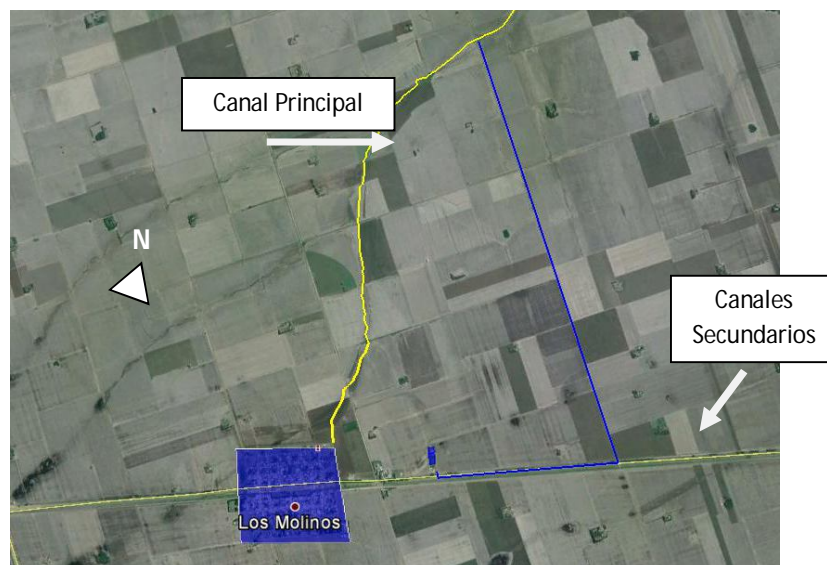 Canal Principal
N
Canales
Secundarios
Los Molinos